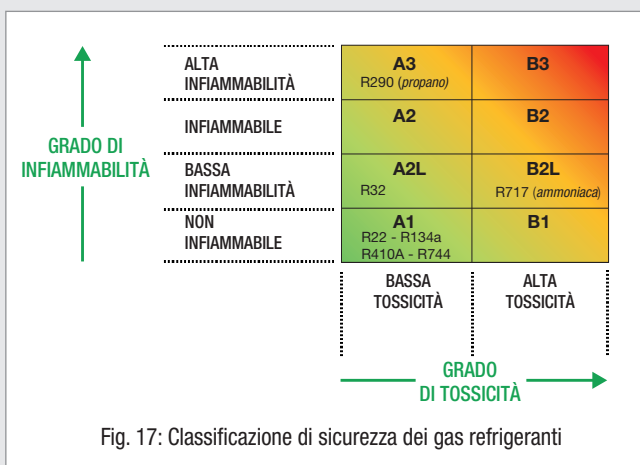 ALTA
INFIAMMABILITÀ
A3
R290 (propano)
B3
GRADO DI
INFIAMMABILITÀ
INFIAMMABILE
A2
B2
BASSA
INFIAMMABILITÀ
A2L
R32
B2L
R717 (ammoniaca)
NON
INFIAMMABILE
A1
R22 - R134a
R410A - R744
B1
BASSA
TOSSICITÀ
ALTA
TOSSICITÀ
GRADO
DI TOSSICITÀ
Fig. 17: Classificazione di sicurezza dei gas refrigeranti